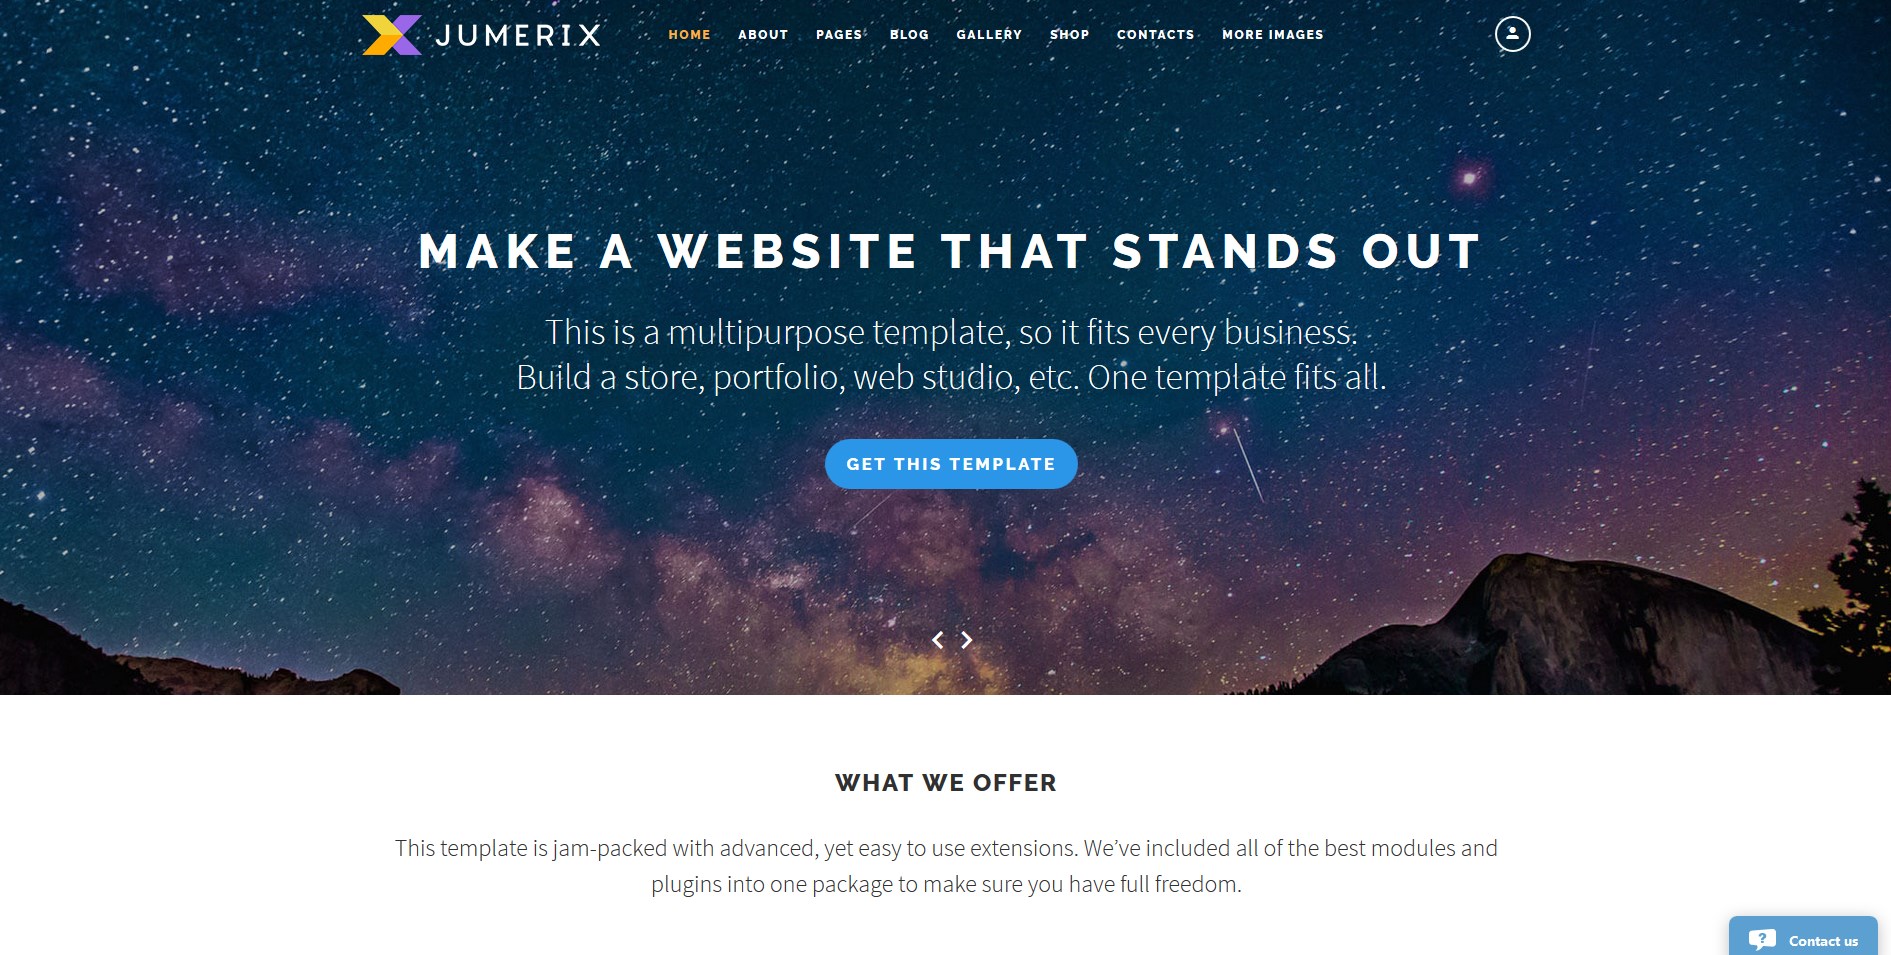 JUMERIX
HOME ABOUT PAGES BLOG GALLERY SHOP CONTACTS MORE IMAGES
MAKE A WEBSITE THAT STANDS OUT
This is a multipurpose template, so it fits every business.
Build a store, portfolio, web studio, etc. One template fits all.
GET THIS TEMPLATE
WHAT WE OFFER
This template is jam-packed with advanced, yet easy to use extensions. We’ve included all of the best modules and
plugins into one package to make sure you have full freedom.
? Contact us